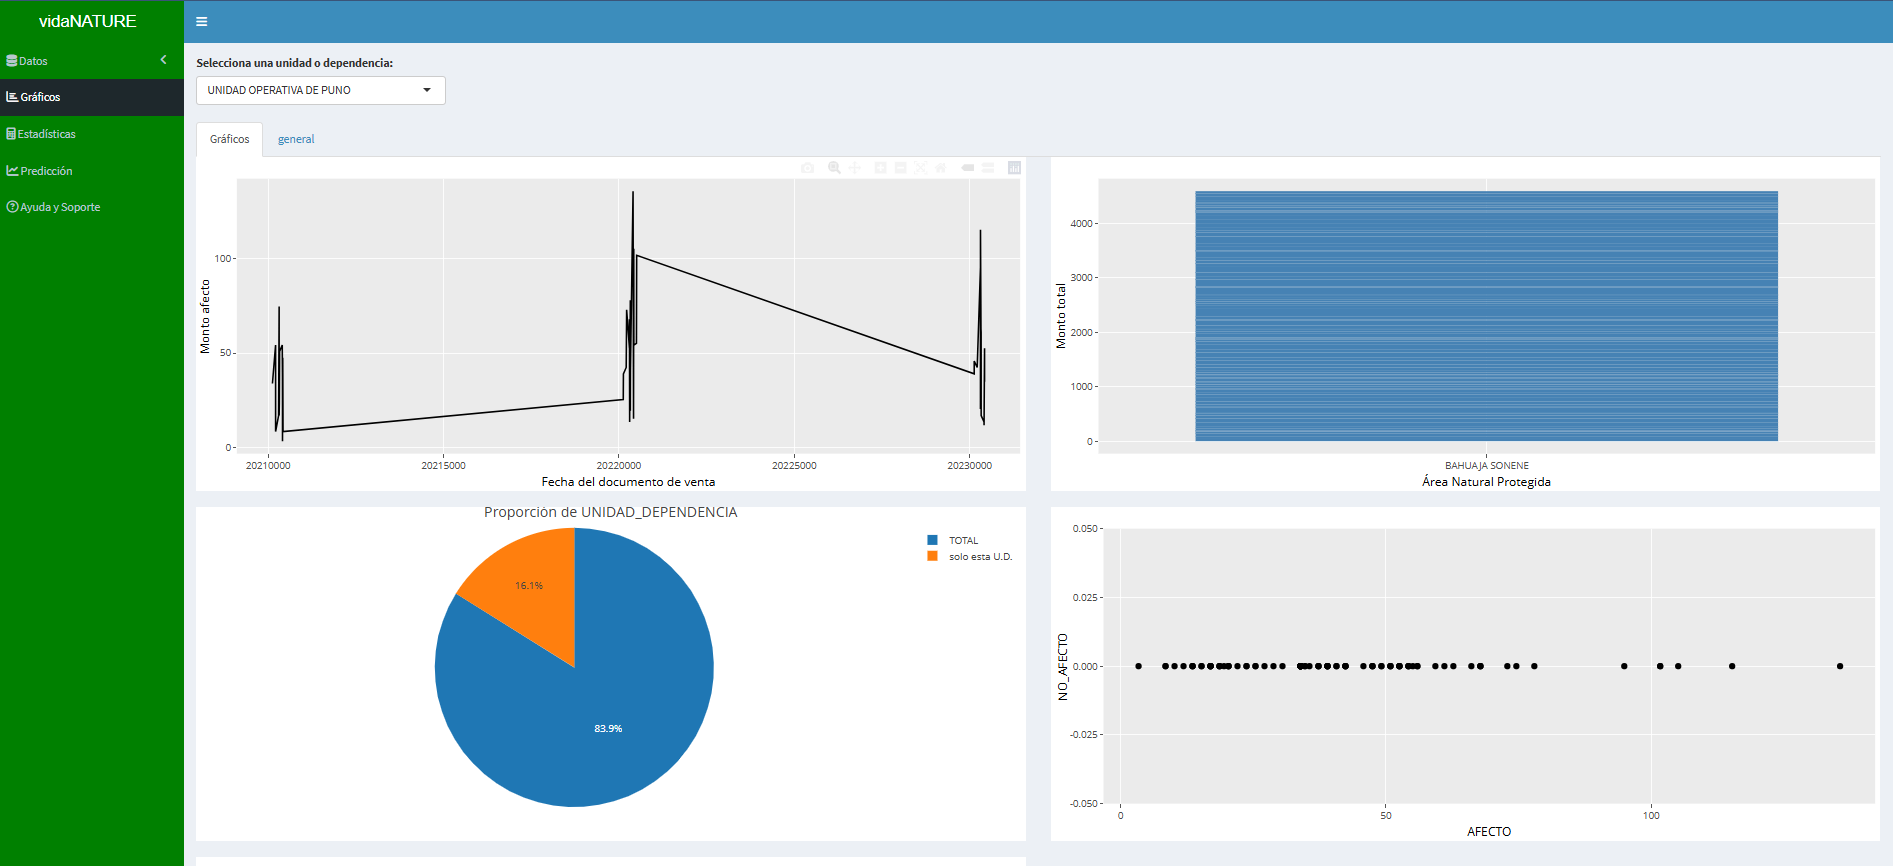 vidaNATURE
Datos
Gráficos
Estadísticas
Predicción
Ayuda y Soporte
Selecciona una unidad o dependencia:
UNIDAD OPERATIVA DE PUNO
Gráficos
general
Monto afecto
100
50
0
20210000
20215000
20220000
20225000
20230000
Fecha del documento de venta
Monto total
4000
3000
2000
1000
0
BAHUAJA SONENE
Área Natural Protegida
Proporción de UNIDAD_DEPENDENCIA
TOTAL
solo esta U.D.
16.1%
83.9%
NO_AFECTO
0.050
0.025
0.000
-0.025
-0.050
0
50
100
AFECTO